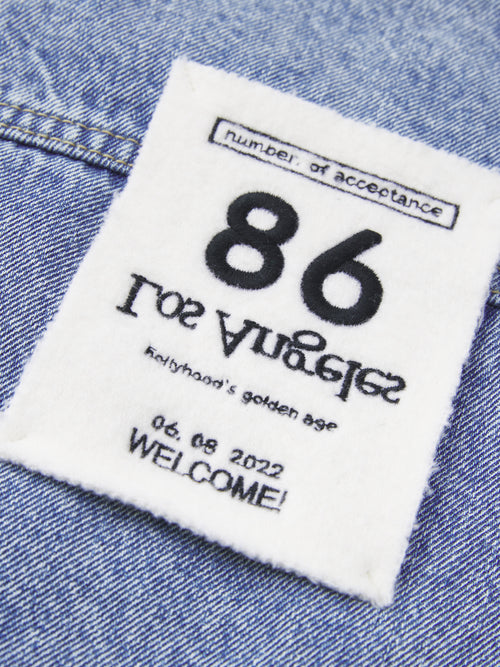 number. of acceptance
86
Los Angeles
Hollyhood's golden age
06. 08 2022
WELCOME!